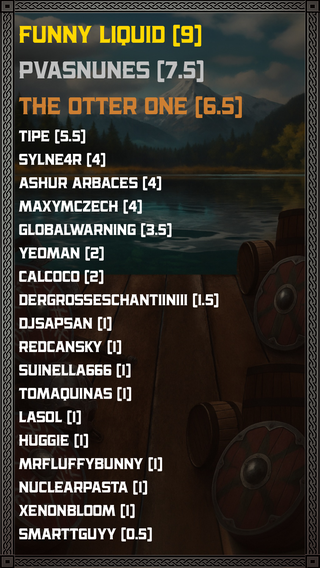 FUNNY LIQUID [9]
PVASNUNES [7.5]
THE OTTER ONE [6.5]
TIPE [5.5]
SYLNE4R [4]
ASHUR ARBACES [4]
MAXYMCZECH [4]
GLOBALWARNING [3.5]
YEOMAN [2]
CALCOCO [2]
DERGROSSESCHANTIINIII [1.5]
DJSAPSAN [1]
REDCANSKY [1]
SUINELLA666 [1]
TOMAQUINAS [1]
LASOL [1]
HUGGIE [1]
MRFLUFFYBUNNY [1]
NUCLEARPASTA [1]
XENONBLOOM [1]
SMARTTGUYY [0.5]